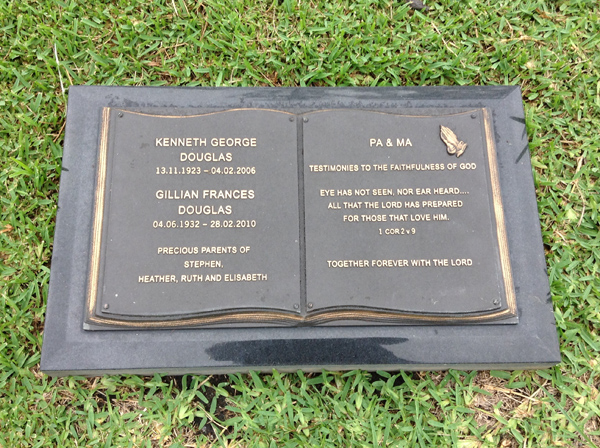 KENNETH GEORGE
DOUGLAS
13.11.1923 – 04.02.2006
GILLIAN FRANCES
DOUGLAS
04.06.1932 – 28.02.2010
PRECIOUS PARENTS OF
STEPHEN,
HEATHER, RUTH AND ELISABETH
PA & MA
TESTIMONIES TO THE FAITHFULNESS OF GOD
EYE HAS NOT SEEN, NOR EAR HEARD....
ALL THAT THE LORD HAS PREPARED
FOR THOSE THAT LOVE HIM.
1 COR 2 v 9
TOGETHER FOREVER WITH THE LORD